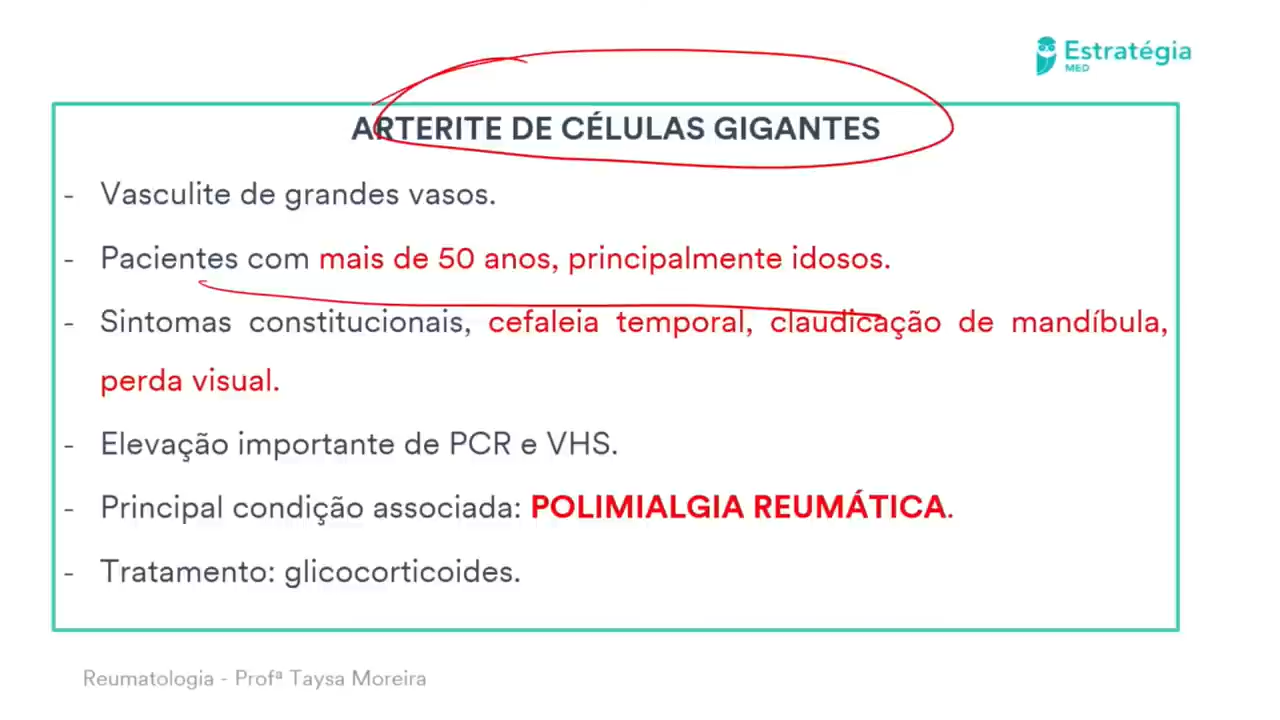 Estratégia
MED
ARTERITE DE CÉLULAS GIGANTES
- Vasculite de grandes vasos.
- Pacientes com mais de 50 anos, principalmente idosos.
- Sintomas constitucionais, cefaleia temporal, claudicação de mandíbula,
perda visual.
- Elevação importante de PCR e VHS.
- Principal condição associada: POLIMIALGIA REUMÁTICA.
- Tratamento: glicocorticoides.
Reumatologia - Profª Taysa Moreira